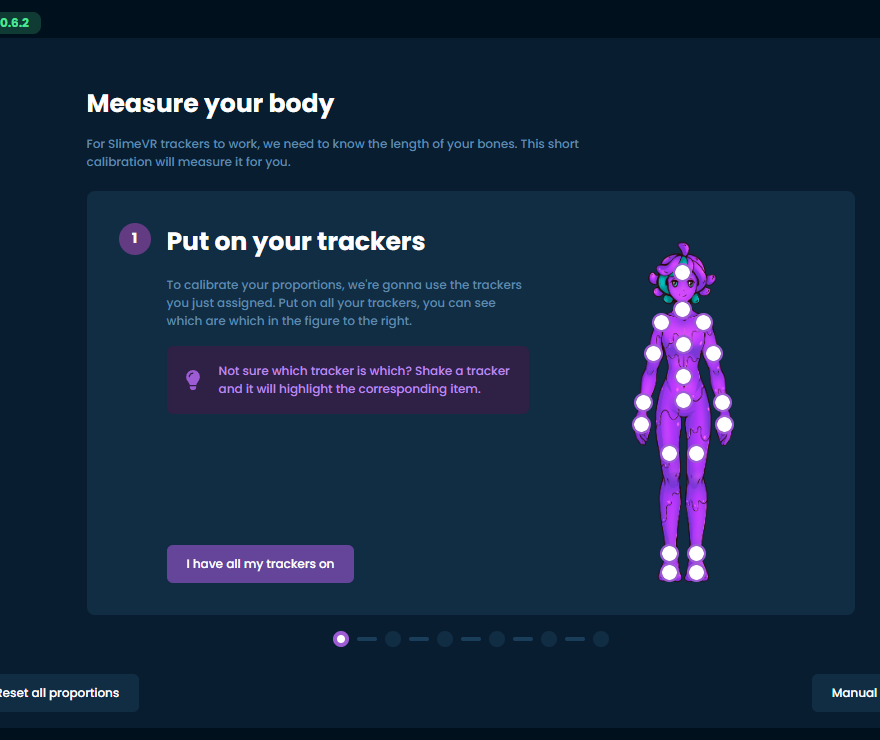 0.6.2
Measure your body
For SlimeVR trackers to work, we need to know the length of your bones. This short
calibration will measure it for you.
1
Put on your trackers
To calibrate your proportions, we're gonna use the trackers
you just assigned. Put on all your trackers, you can see
which are which in the figure to the right.
Not sure which tracker is which? Shake a tracker
and it will highlight the corresponding item.
I have all my trackers on
Reset all proportions
Manual